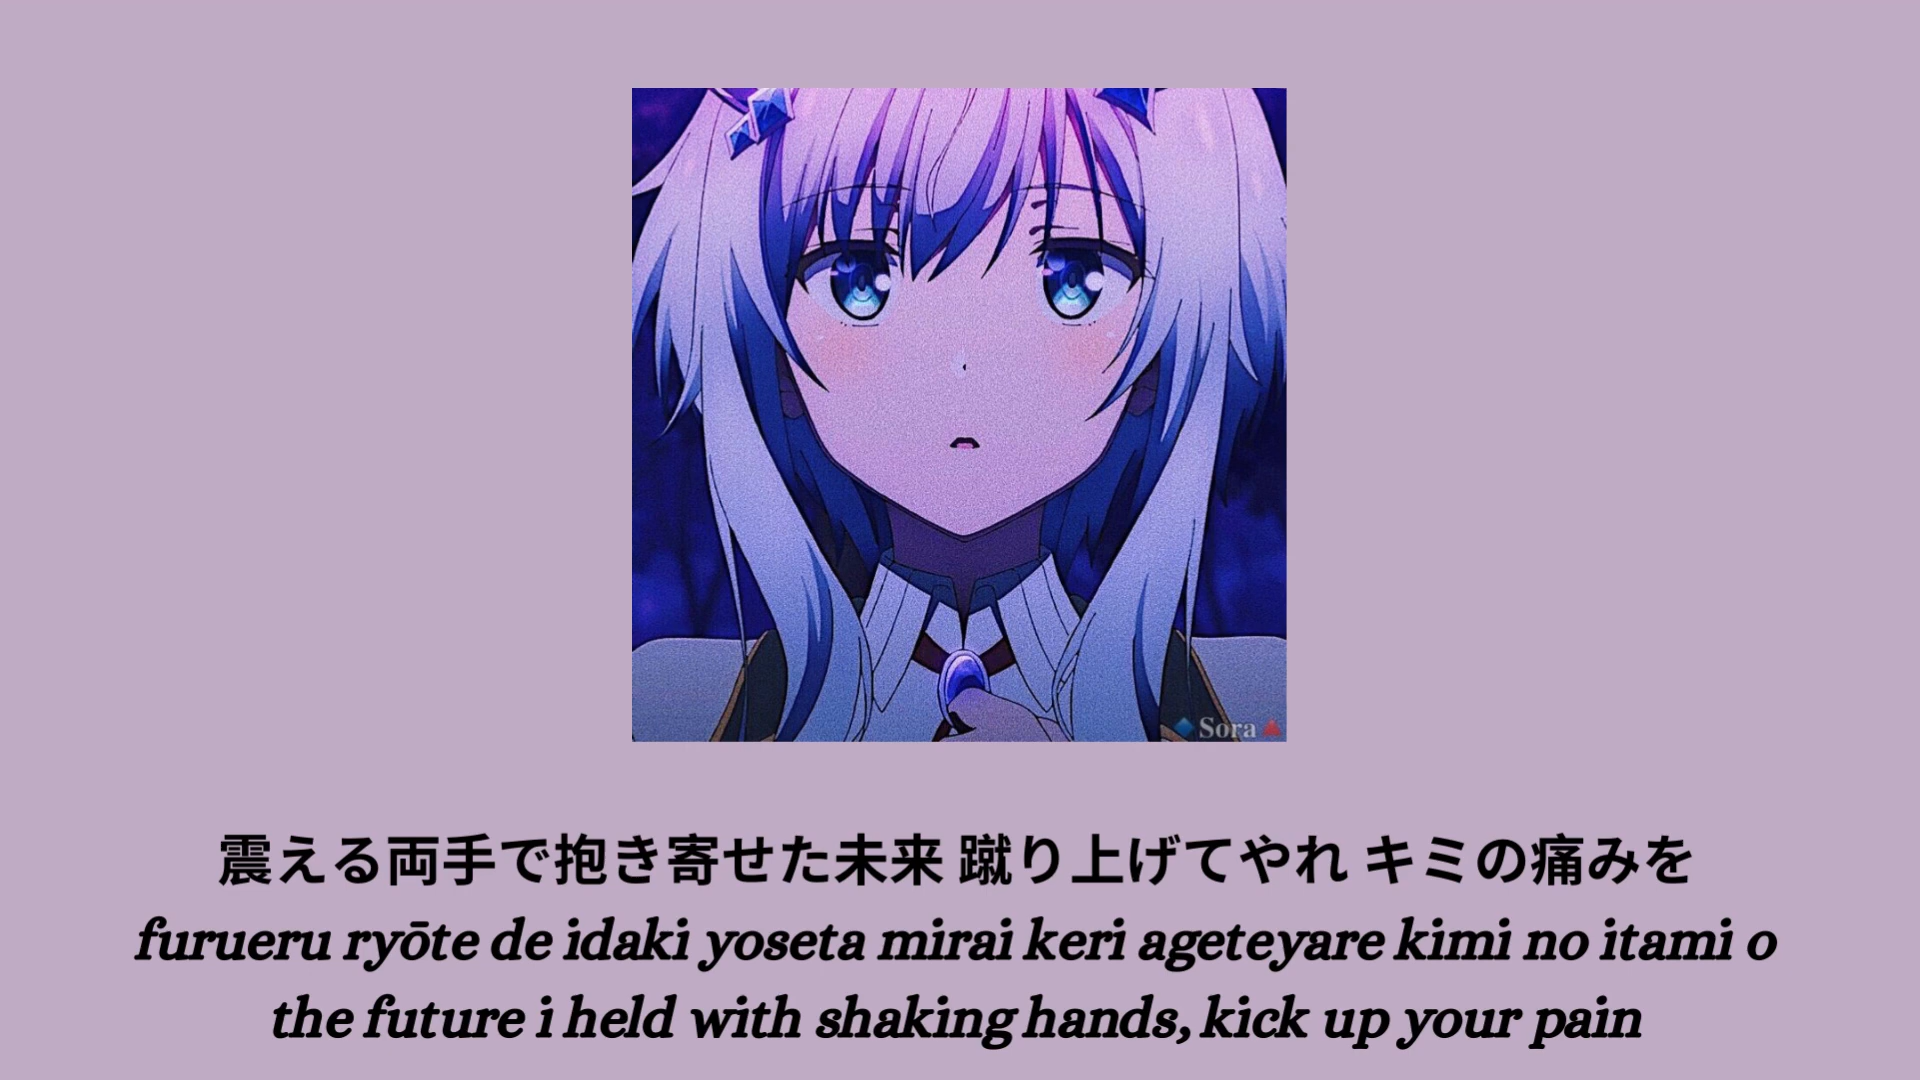 Sora
震える両手で抱き寄せた未来 蹴り上げてやれ キミの痛みを
furueru ryōte de idaki yoseta mirai keri ageteyare kimi no itami o
the future i held with shaking hands, kick up your pain